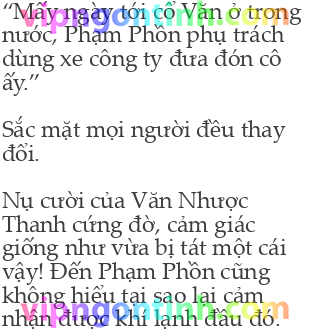 “Mấy ngày tới cô Văn ở trong
nước, Phạm Phồn phụ trách
dùng xe công ty đưa đón cô
ấy.”
Sắc mặt mọi người đều thay
đổi.
Nụ cười của Văn Nhược
Thanh cứng đờ, cảm giác
giống như vừa bị tát một cái
vậy! Đến Phạm Phồn cũng
không hiểu tại sao lại cảm
nhận được khí lạnh đâu đó.
vipngontinh.com
vipngontinh.com